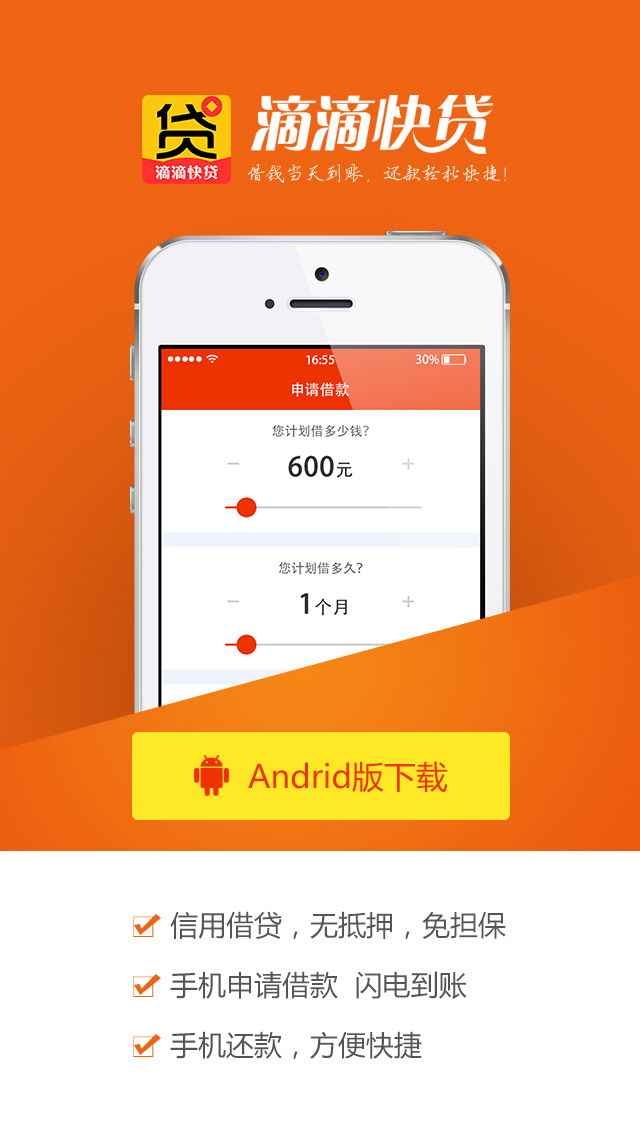 贷
滴滴快贷
滴滴快贷
借钱当天到账，还款轻松快捷！
16:55
30%
申请借款
您计划借多少钱?
－ 600元 ＋
您计划借多久?
－ 1个月 ＋
Andrid版下载
信用借贷，无抵押，免担保
手机申请借款 闪电到账
手机还款，方便快捷